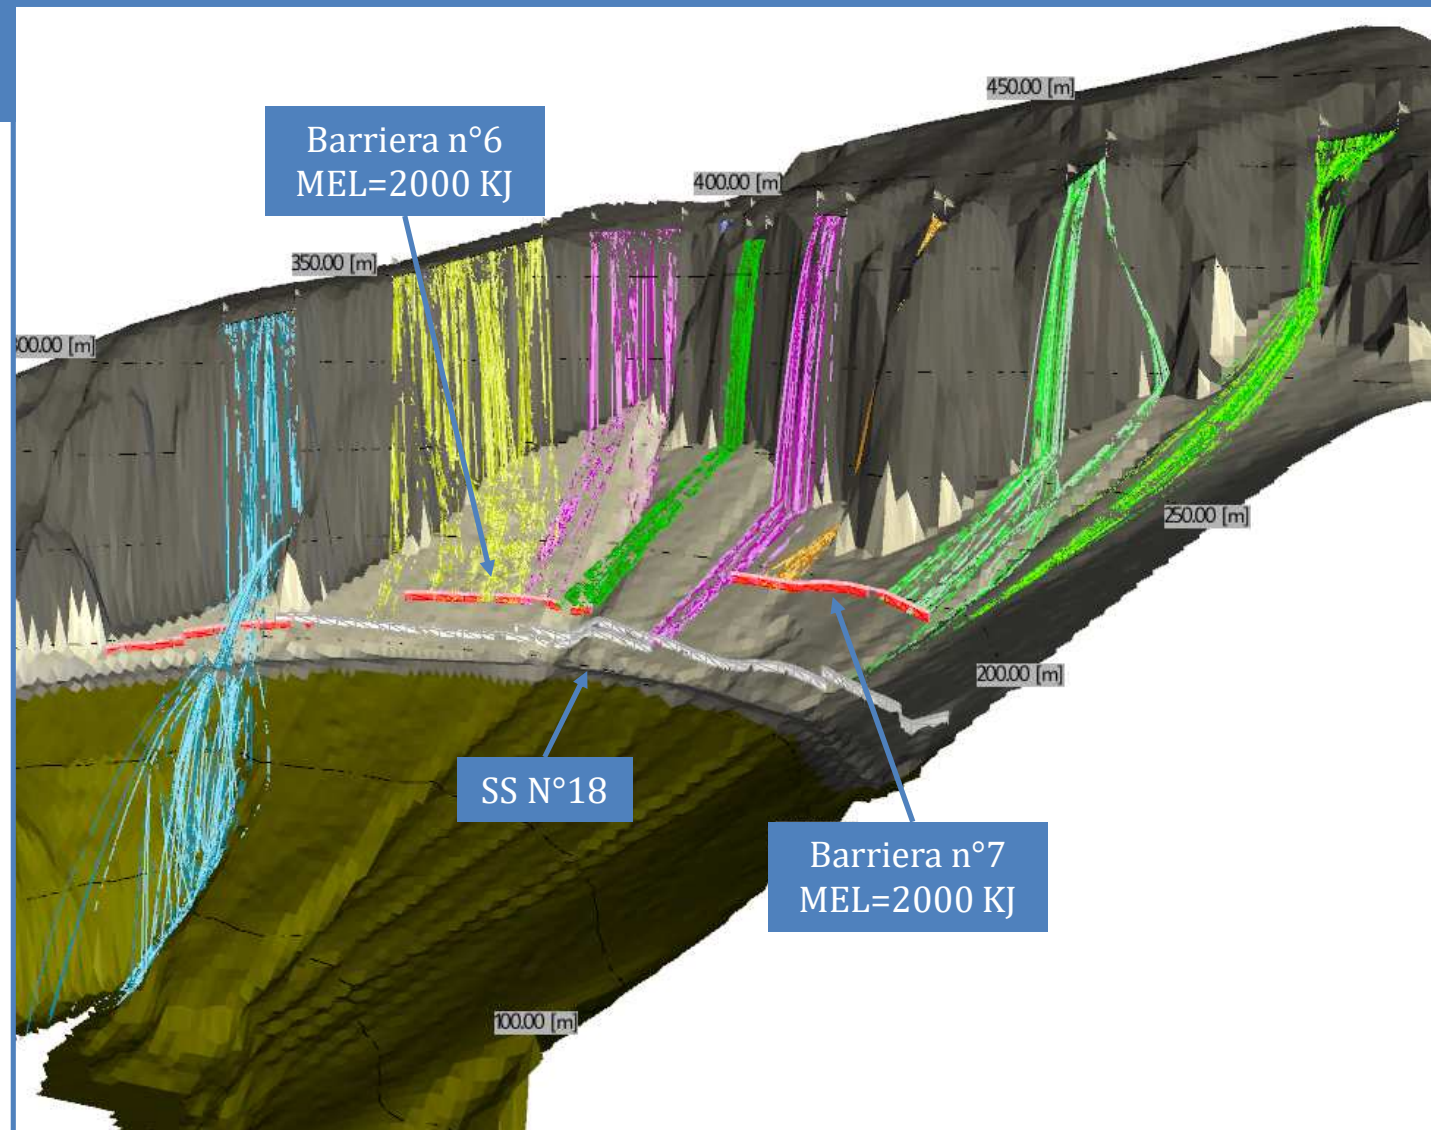 450.00 [m]
Barriera n°6
MEL=2000 KJ
400.00 [m]
350.00 [m]
00.00 [m]
250.00 [m]
200.00 [m]
SS N°18
Barriera n°7
MEL=2000 KJ
100.00 [m]